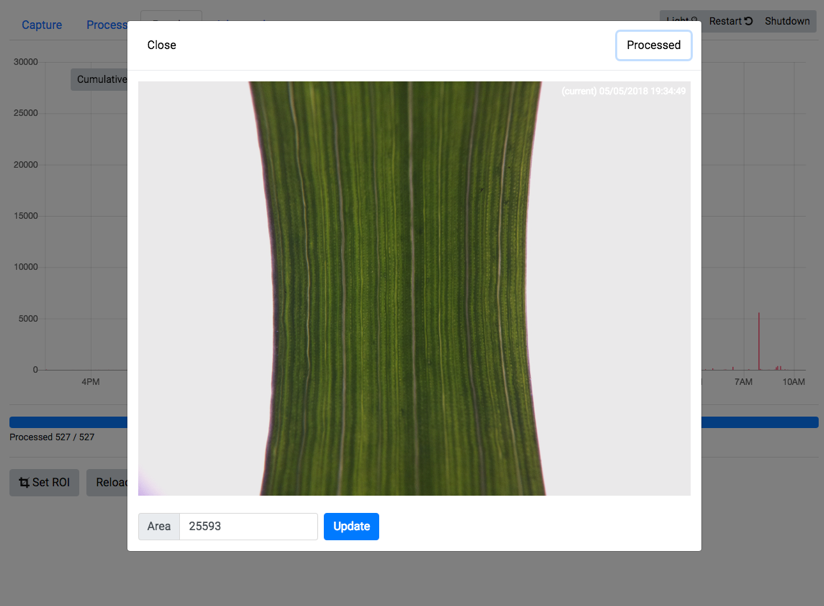 Capture
Process
Light
Restart
Shutdown
Close
Processed
30000
Cumulative
(current) 05/05/2018 19:34:49
25000
20000
15000
10000
5000
0
4PM
7AM
10AM
Processed 527 / 527
Set ROI
Reload
Area
25593
Update